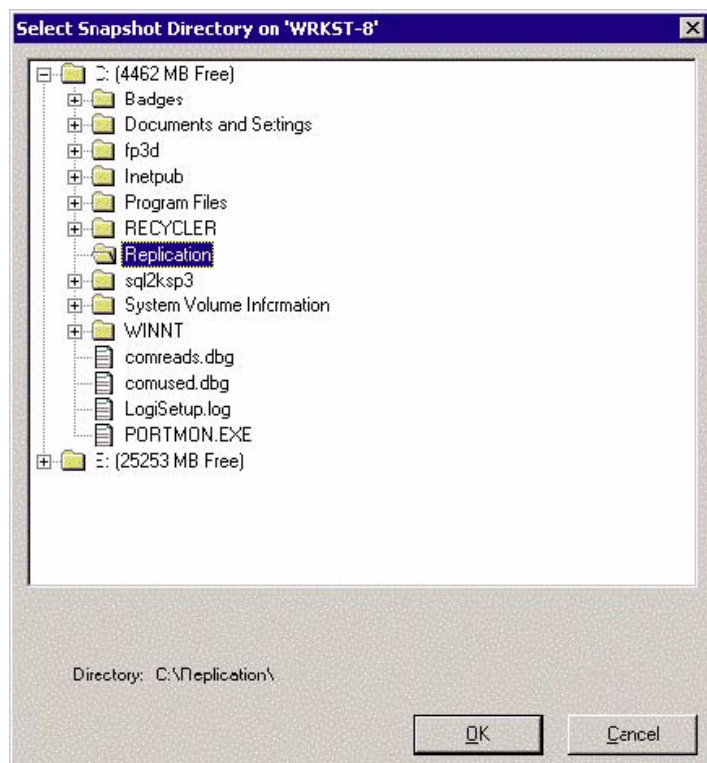 Select Snapshot Directory on 'WRKST-8'
C: (4462 MB Free)
Badges
Documents and Settings
fp3d
Inetpub
Program Files
RECYCLER
Replication
sql2ksp3
System Volume Information
WINNT
comreads.dbg
comused.dbg
LogiSetup.log
PORTMON.EXE
E: (25253 MB Free)
Directory: C:\Replication\
OK
Cancel